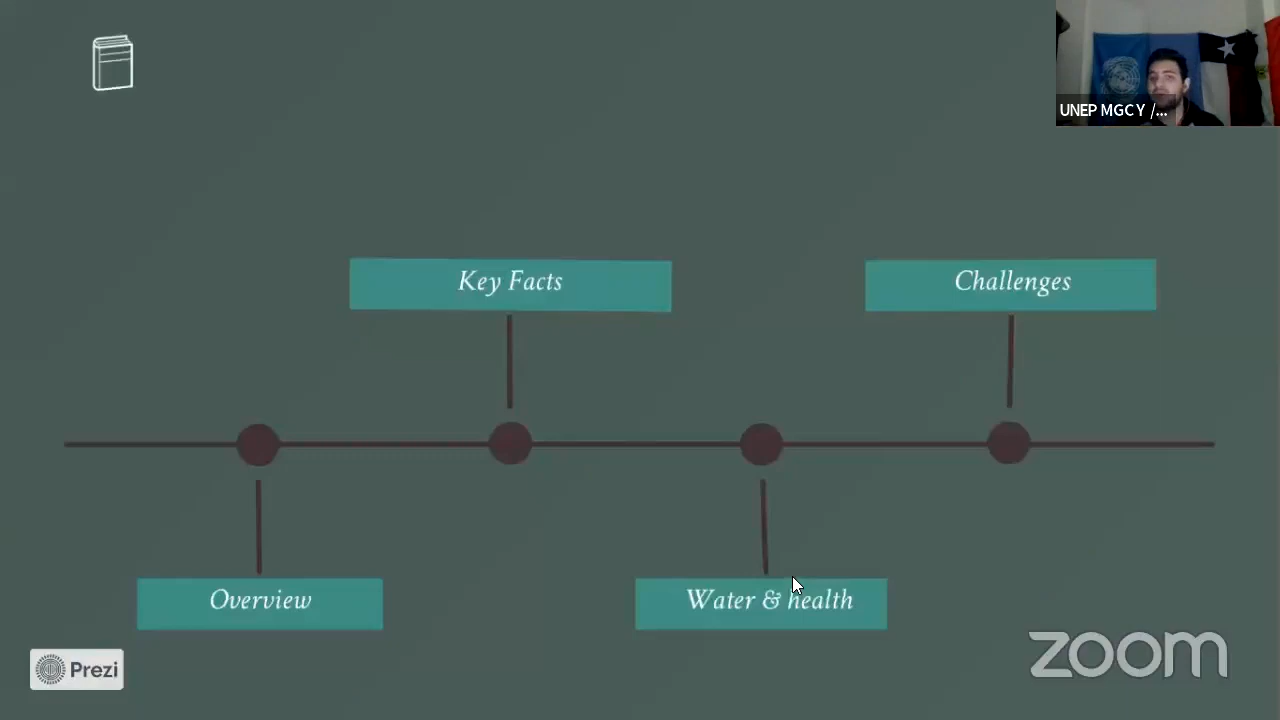 UNEP MGCY /...
Key Facts
Challenges
Overview
Water & health
Prezi
zoom